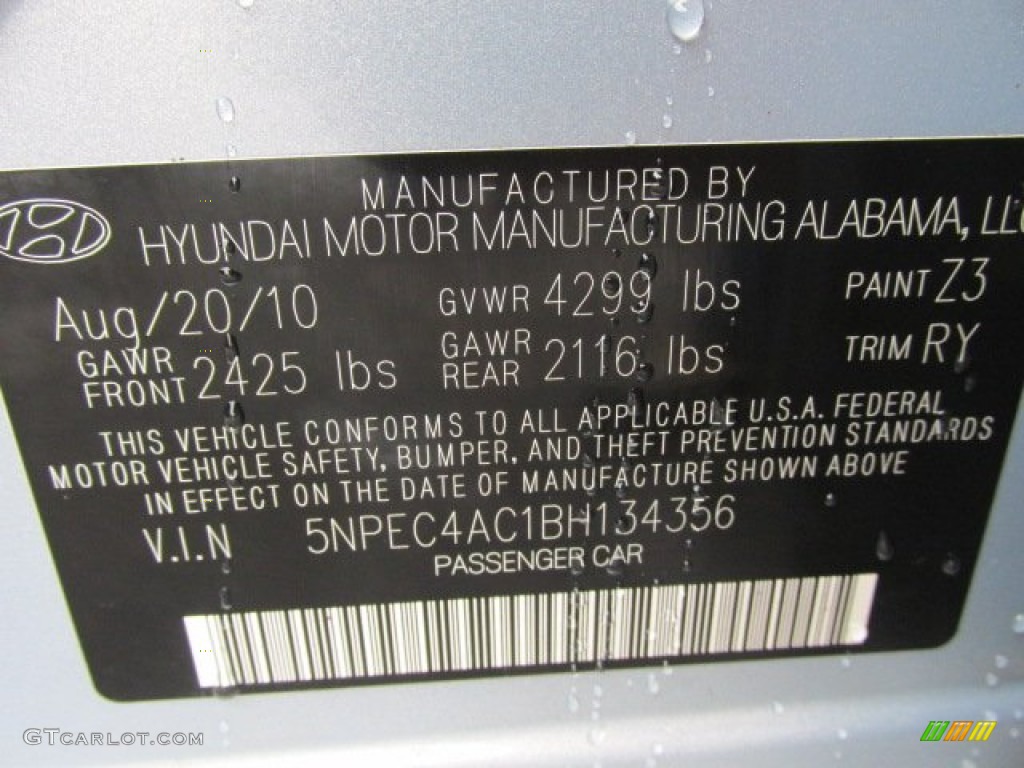 MANUFACTURED BY
HYUNDAI MOTOR MANUFACTURING ALABAMA, LLC
Aug/20/10 GVWR 4299 lbs PAINT Z3
GAWR FRONT 2425 lbs GAWR REAR 2116 lbs TRIM RY
THIS VEHICLE CONFORMS TO ALL APPLICABLE U.S.A. FEDERAL
MOTOR VEHICLE SAFETY, BUMPER, AND THEFT PREVENTION STANDARDS
IN EFFECT ON THE DATE OF MANUFACTURE SHOWN ABOVE
V.I.N 5NPEC4AC1BH134356
PASSENGER CAR
GTCARLOT.COM